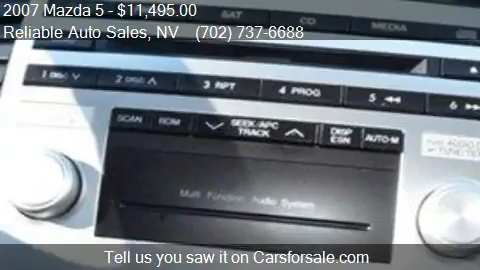 2007 Mazda 5 - $11,495.00
Reliable Auto Sales, NV (702) 737-6688
SAT CD MEDIA
1 DISC ∨ 2 DISC ∧ 3 RPT 4 PROG 5 ◀◀ 6 ▶▶
SCAN RDM SEEK/APC TRACK DISP ESN AUTO-M
AUDIO
TUNE
Multi Function Audio System
Tell us you saw it on Carsforsale.com